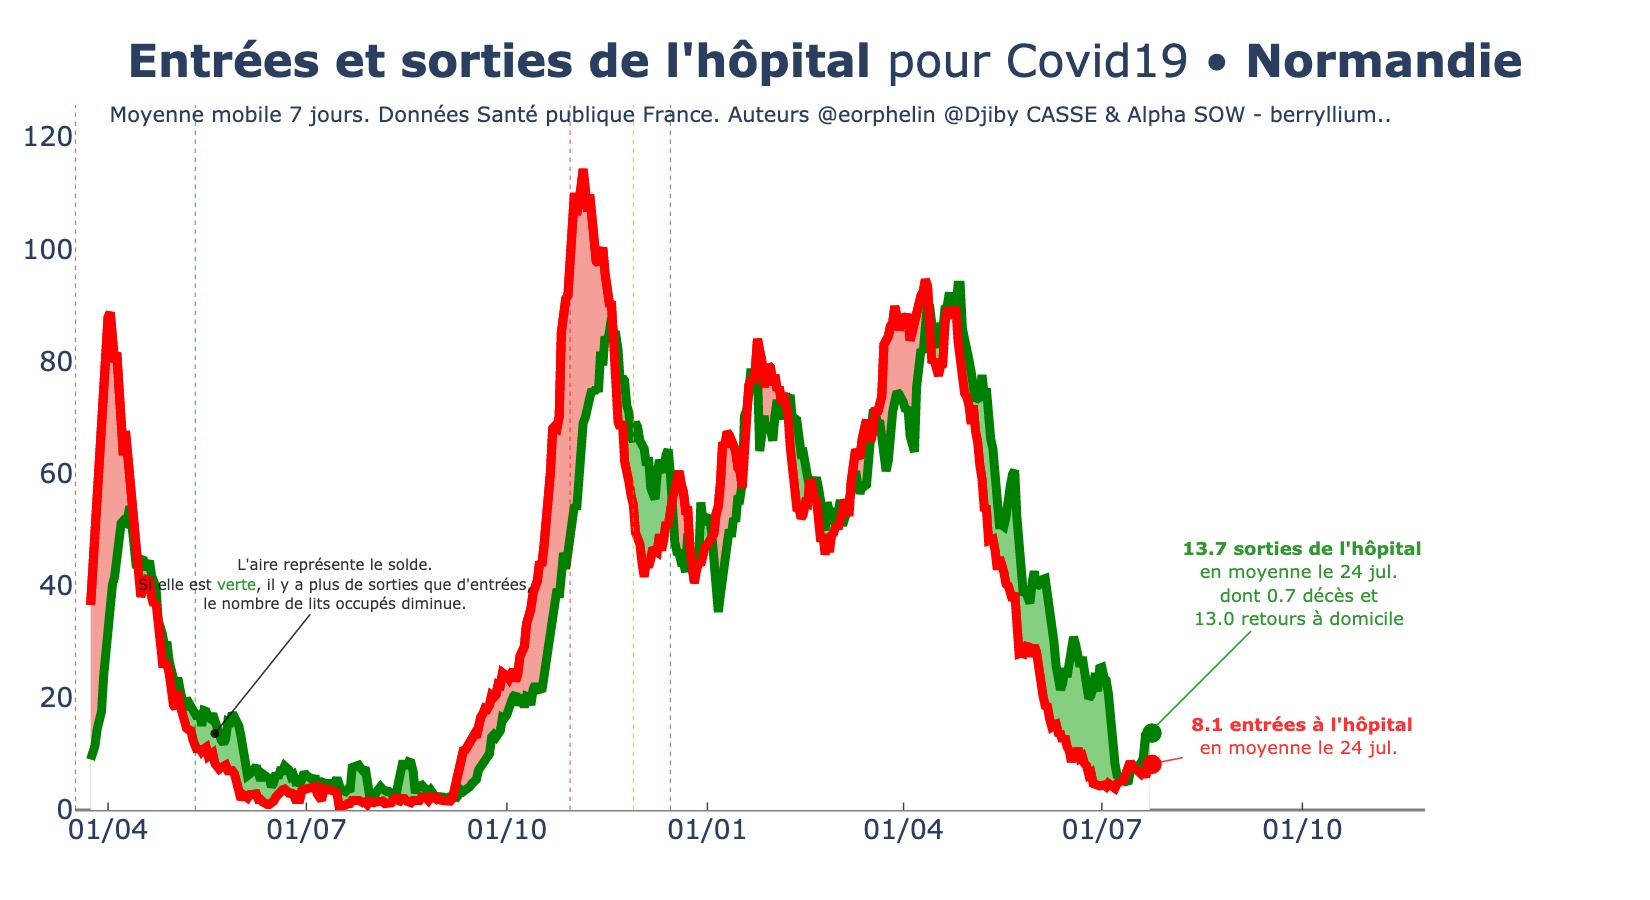 Entrées et sorties de l'hôpital pour Covid19 • Normandie
Moyenne mobile 7 jours. Données Santé publique France. Auteurs @eorphelin @Djiby CASSE & Alpha SOW - berryllium..
120
100
80
60
40
20
0
L'aire représente le solde.
Si elle est verte, il y a plus de sorties que d'entrées,
le nombre de lits occupés diminue.
13.7 sorties de l'hôpital
en moyenne le 24 jul.
dont 0.7 décès et
13.0 retours à domicile
8.1 entrées à l'hôpital
en moyenne le 24 jul.
01/04 01/07 01/10 01/01 01/04 01/07 01/10